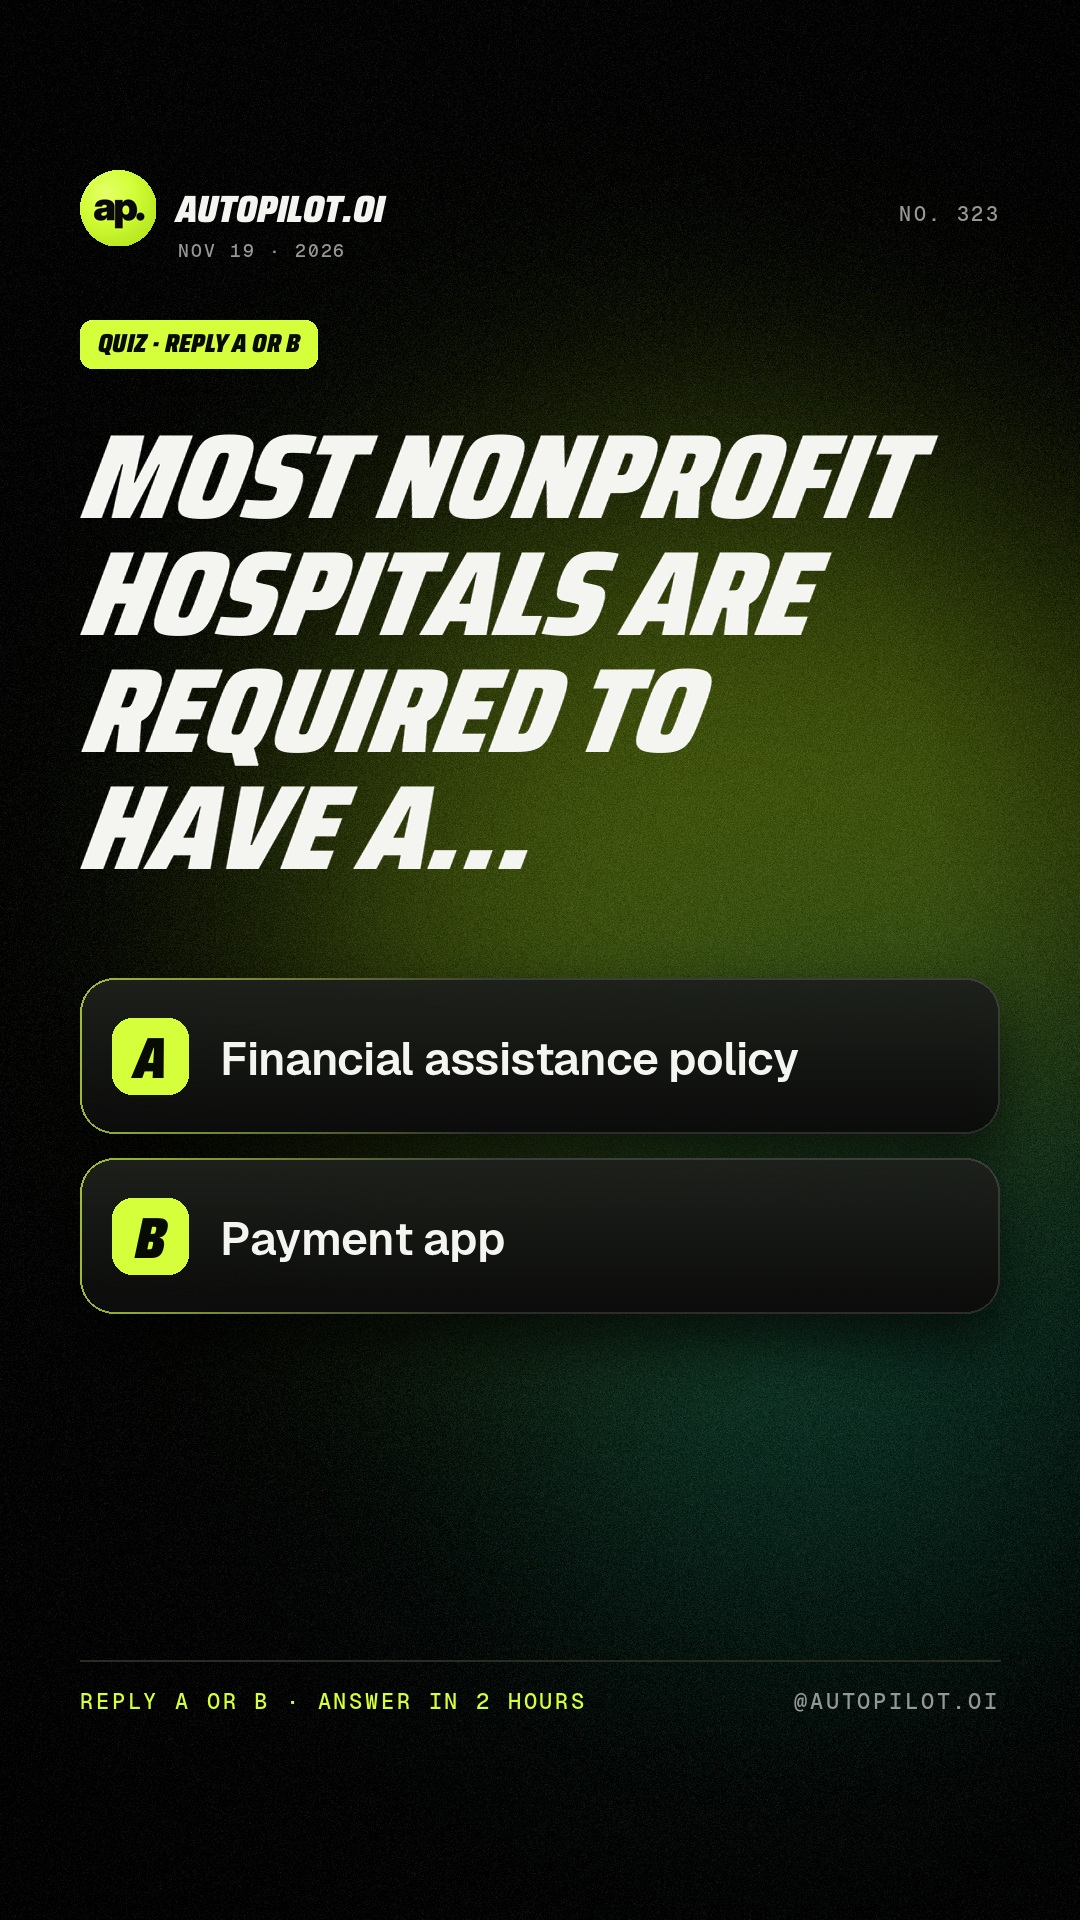 ap.
AUTOPILOT.OI
NO. 323
NOV 19 · 2026
QUIZ · REPLY A OR B
MOST NONPROFIT
HOSPITALS ARE
REQUIRED TO
HAVE A...
A Financial assistance policy
B Payment app
REPLY A OR B · ANSWER IN 2 HOURS
@AUTOPILOT.OI